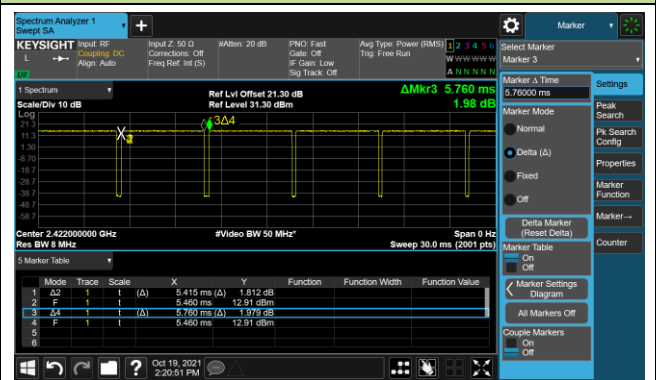 Spectrum Analyzer 1
Swept SA
Marker
KEYSIGHT
Input: RF
Coupling: DC
Align: Auto
Input Z: 50 Ω
Corrections: Off
Freq Ref: Int (S)
#Atten: 20 dB
PNO: Fast
Gate: Off
IF Gain: Low
Sig Track: Off
Avg Type: Power (RMS)
Trig: Free Run
1 2 3 4 5 6
W W W W W W
A N N N N N
L
LNI
Select Marker
Marker 3
Marker Δ Time
5.76000 ms
Marker Mode
Normal
Delta (Δ)
Fixed
Off
Delta Marker
(Reset Delta)
Marker Table
On
Off
Marker Settings
Diagram
All Markers Off
Couple Markers
On
Off
Settings
Peak
Search
Pk Search
Config
Properties
Marker
Function
Marker→
Counter
1 Spectrum
Scale/Div 10 dB
Log
Ref Lvl Offset 21.30 dB
Ref Level 31.30 dBm
ΔMkr3 5.760 ms
1.98 dB
21.3
11.3
1.30
-8.70
-18.7
-28.7
-38.7
-48.7
-58.7
X
3Δ4
Center 2.422000000 GHz
Res BW 8 MHz
#Video BW 50 MHz*
Span 0 Hz
Sweep 30.0 ms (2001 pts)
5 Marker Table
Mode Trace Scale X Y Function Function Width Function Value
1 Δ2 1 t (Δ) 5.415 ms (Δ) 1.812 dB
2 F 1 t 5.460 ms 12.91 dBm
3 Δ4 1 t (Δ) 5.760 ms (Δ) 1.979 dB
4 F 1 t 5.460 ms 12.91 dBm
5
6
?
Oct 19, 2021
2:20:51 PM